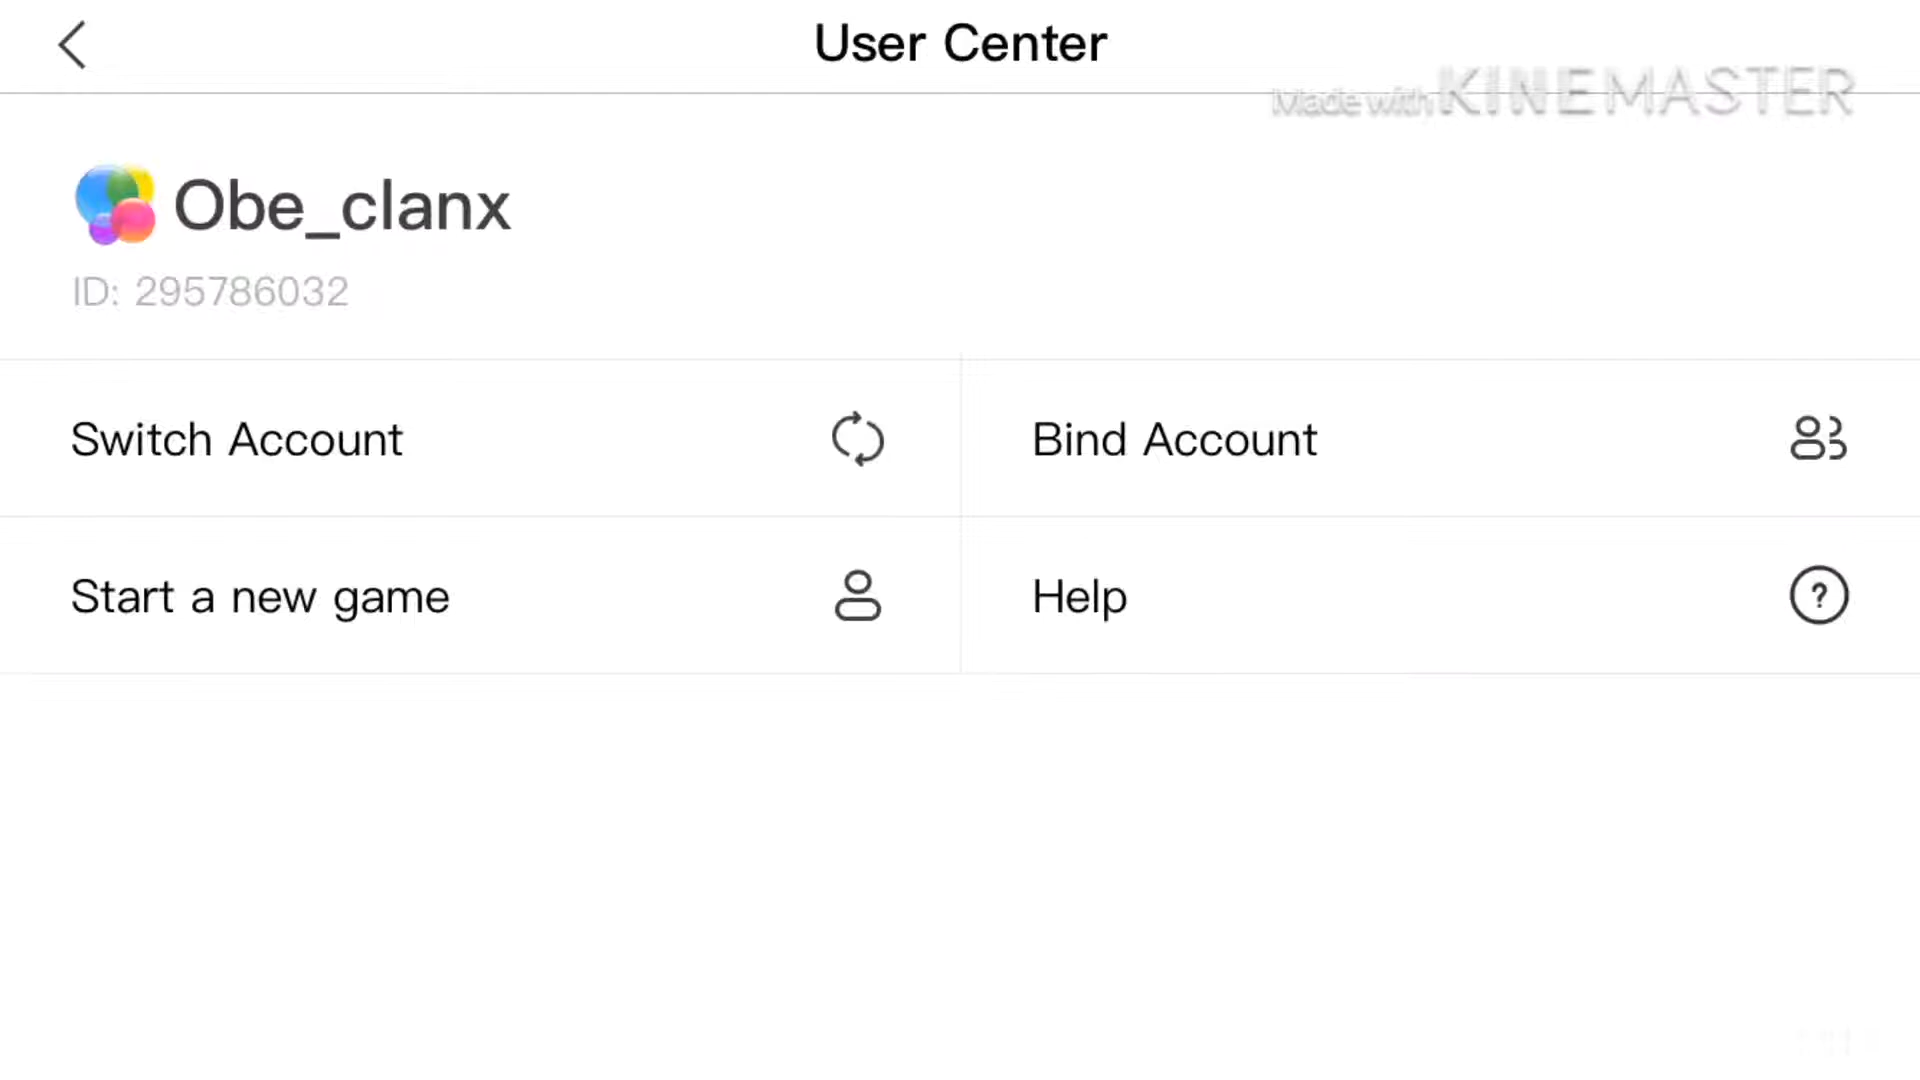 User Center
Made with KINEMASTER
Obe_clanx
ID: 295786032
Switch Account
Bind Account
Start a new game
Help